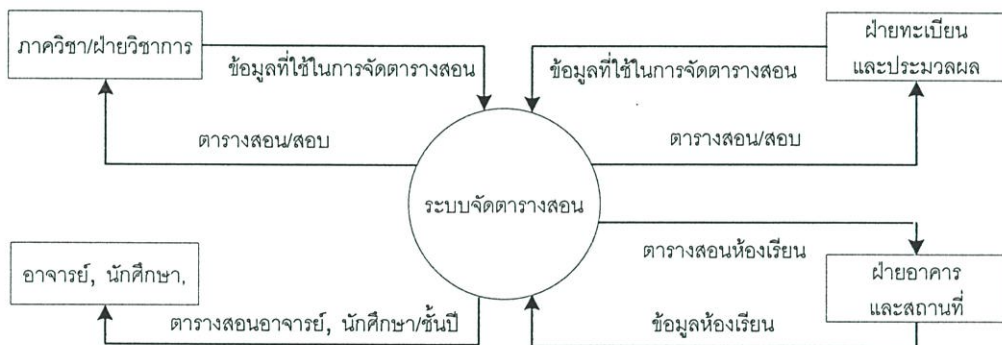 ภาควิชา/ฝ่ายวิชาการ
ข้อมูลที่ใช้ในการจัดตารางสอน
ข้อมูลที่ใช้ในการจัดตารางสอน
ฝ่ายทะเบียน
และประมวลผล
ตารางสอน/สอบ
ตารางสอน/สอบ
ระบบจัดตารางสอน
ตารางสอนห้องเรียน
อาจารย์, นักศึกษา,
ฝ่ายอาคาร
และสถานที่
ตารางสอนอาจารย์, นักศึกษา/ชั้นปี
ข้อมูลห้องเรียน